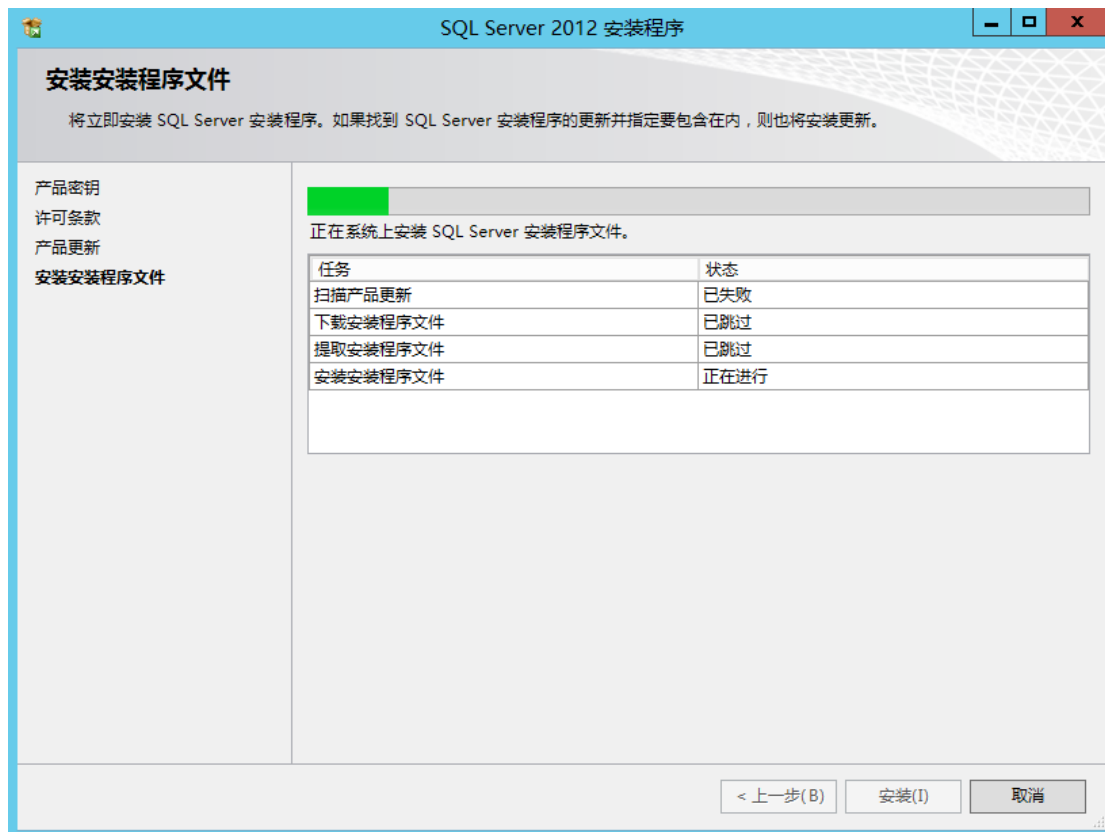 SQL Server 2012 安装程序
安装安装程序文件
将立即安装 SQL Server 安装程序。如果找到 SQL Server 安装程序的更新并指定要包含在内，则也将安装更新。
产品密钥
许可条款
产品更新
安装安装程序文件
正在系统上安装 SQL Server 安装程序文件。
任务 状态
扫描产品更新 已失败
下载安装程序文件 已跳过
提取安装程序文件 已跳过
安装安装程序文件 正在进行
< 上一步(B) 安装(I) 取消